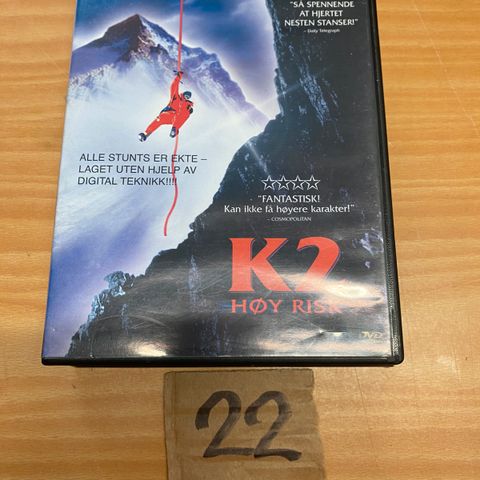 "SÅ SPENNENDE
AT HJERTET
NESTEN STANSER!"
– Daily Telegraph
ALLE STUNTS ER EKTE –
LAGET UTEN HJELP AV
DIGITAL TEKNIKK!!!!
"FANTASTISK!
Kan ikke få høyere karakter!"
– COSMOPOLITAN
K2
HØY RISK
DVD
22